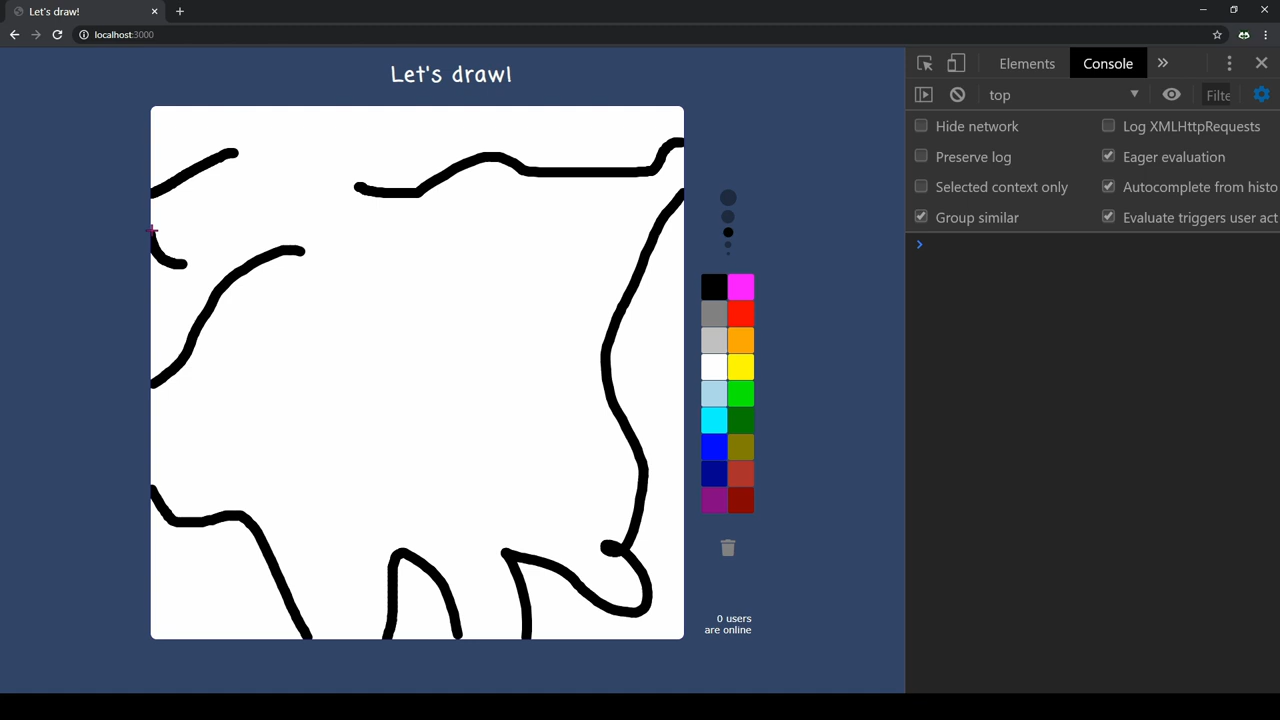 Let's draw!
localhost:3000
Let's draw!
Elements
Console
top
Filte
Hide network
Log XMLHttpRequests
Preserve log
Eager evaluation
Selected context only
Autocomplete from histo
Group similar
Evaluate triggers user act
0 users
are online